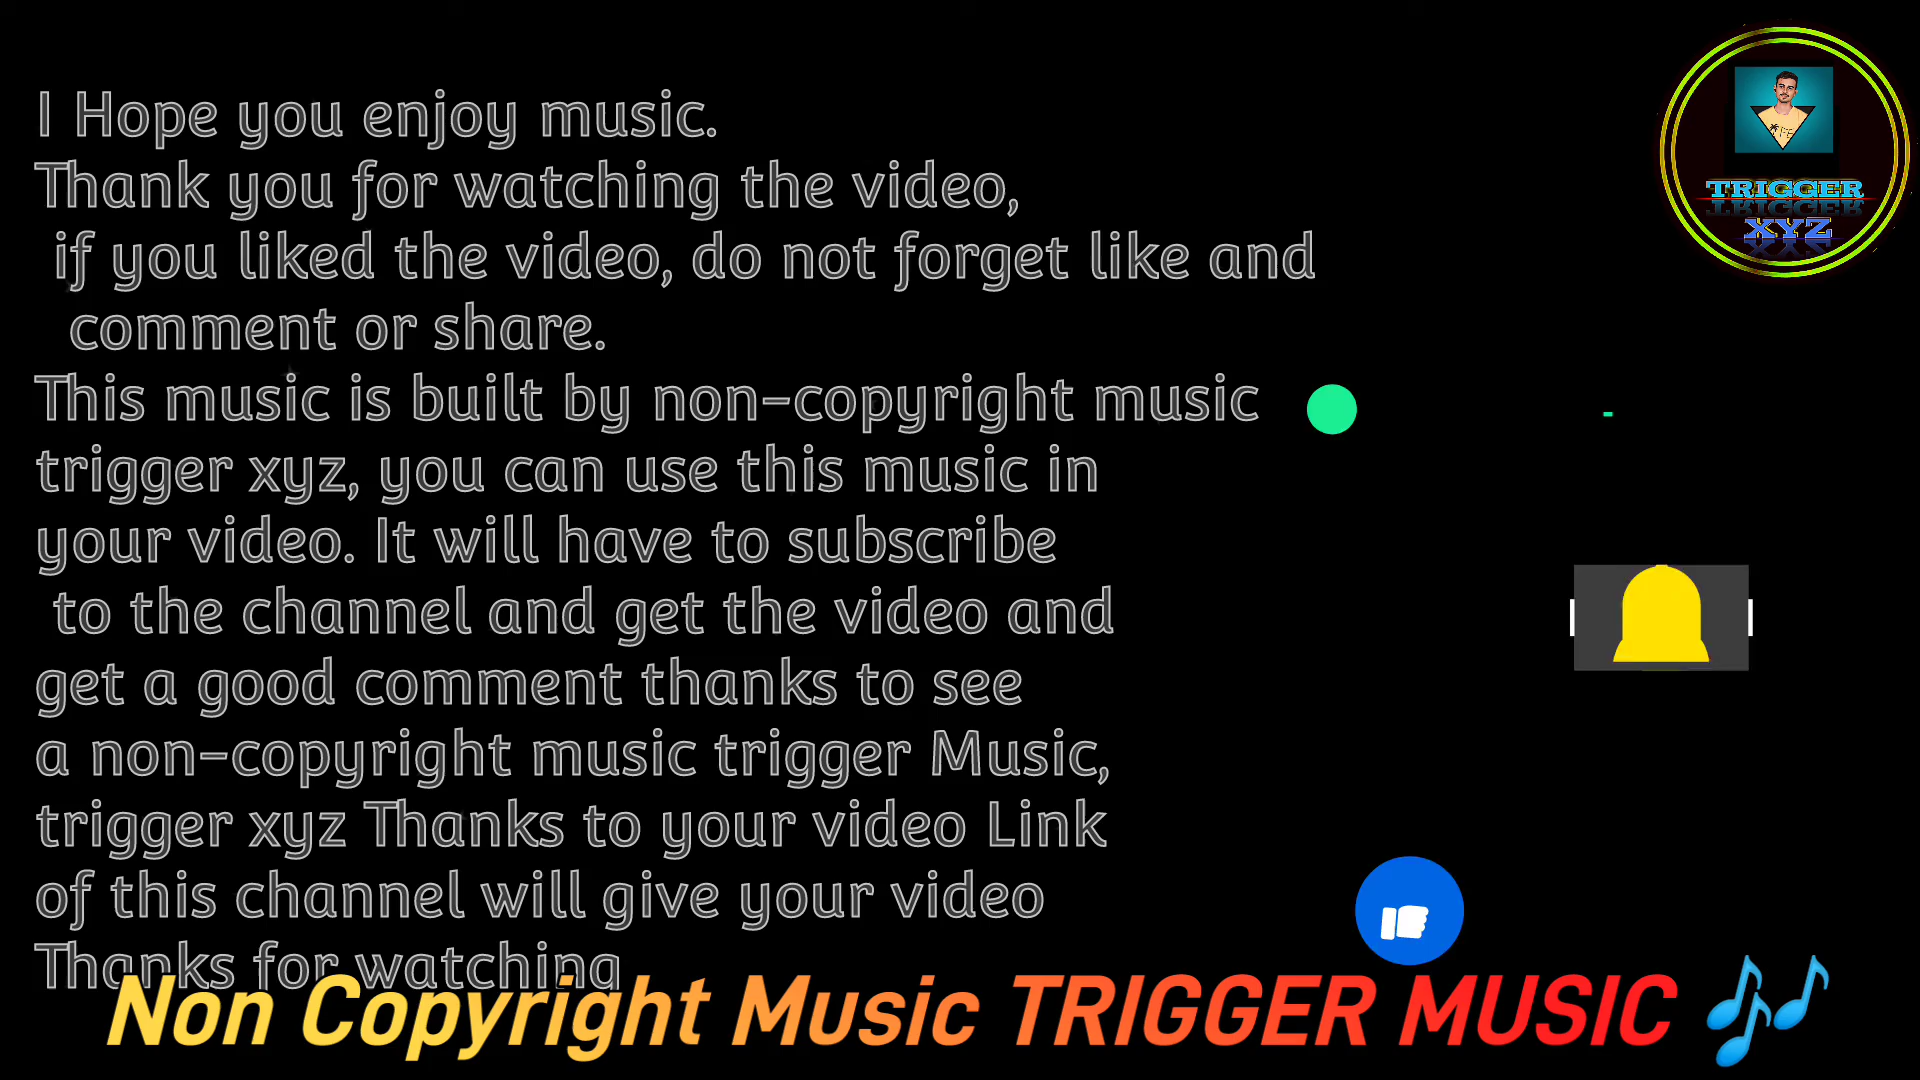 I Hope you enjoy music.
Thank you for watching the video,
if you liked the video, do not forget like and
comment or share.
This music is built by non-copyright music
trigger xyz, you can use this music in
your video. It will have to subscribe
to the channel and get the video and
get a good comment thanks to see
a non-copyright music trigger Music,
trigger xyz Thanks to your video Link
of this channel will give your video
Thanks for watching
Non Copyright Music TRIGGER MUSIC 🎶
TRIGGER
XYZ